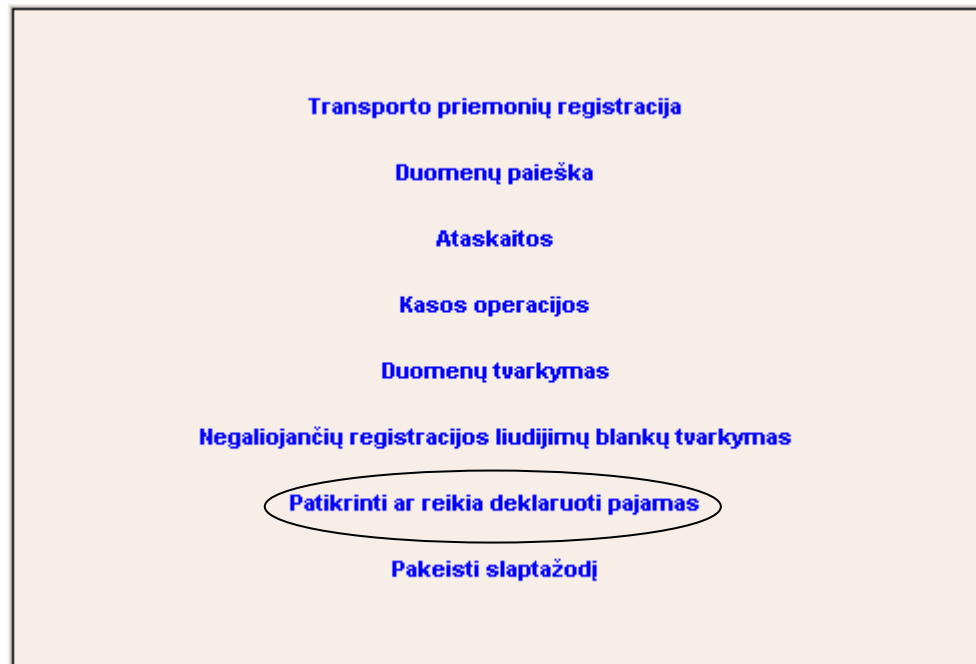 Transporto priemonių registracija
Duomenų paieška
Ataskaitos
Kasos operacijos
Duomenų tvarkymas
Negaliojančių registracijos liudijimų blankų tvarkymas
Patikrinti ar reikia deklaruoti pajamas
Pakeisti slaptažodį